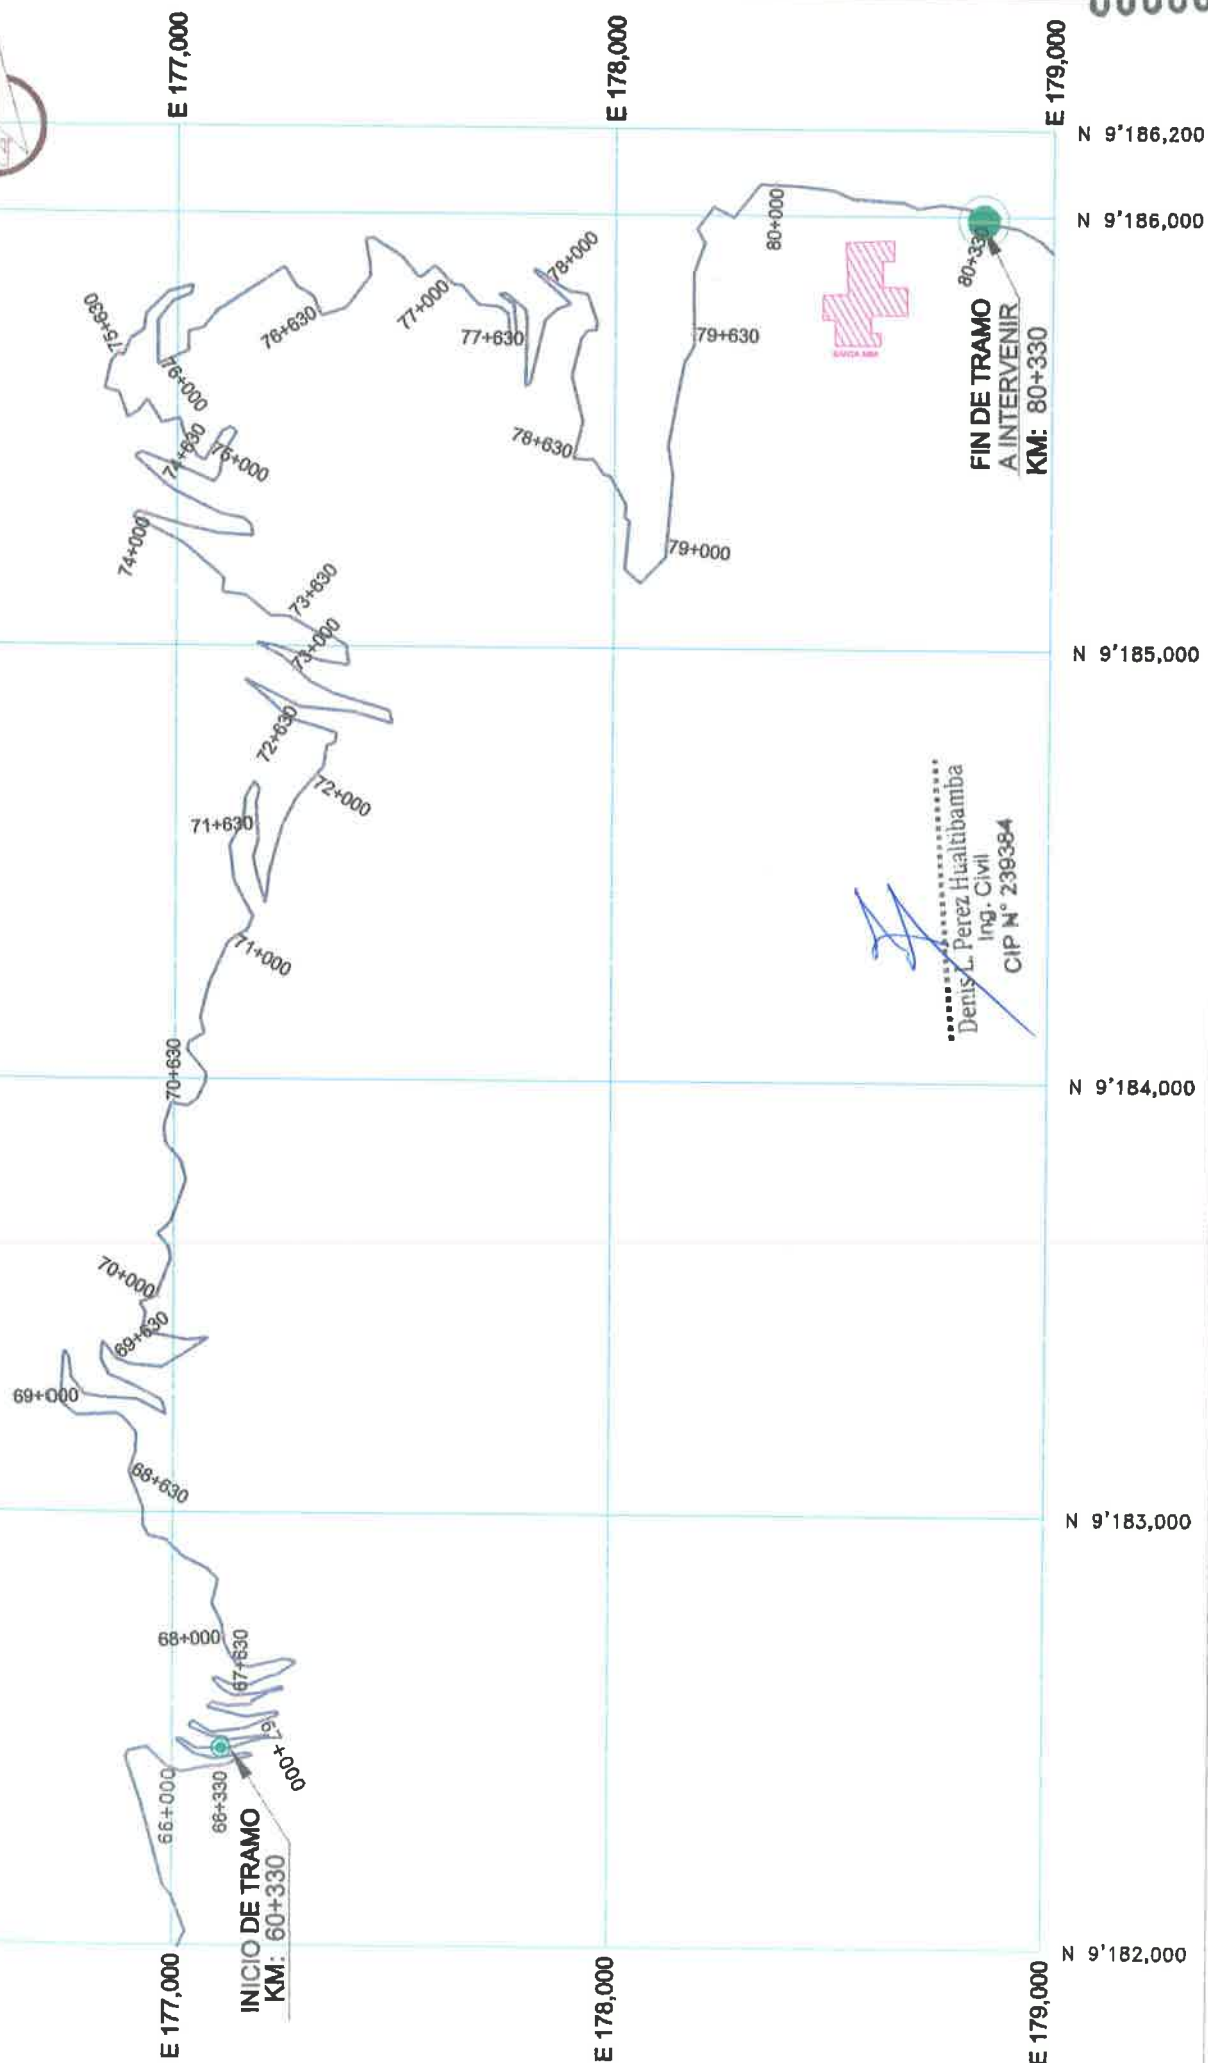 E 177,000
E 178,000
E 179,000
N 9'186,200
N 9'186,000
80+000
80+330
FIN DE TRAMO
A INTERVENIR
KM: 80+330
78+000
77+630
77+000
76+630
75+630
76+000
75+000
74+630
74+000
78+630
79+630
79+000
73+630
73+000
72+630
72+000
N 9'185,000
71+630
71+000
70+630
Denis L. Perez Hualtibamba
Ing. Civil
CIP N° 239384
N 9'184,000
70+000
69+630
69+000
68+630
N 9'183,000
68+000
67+630
67+000
66+000
66+330
INICIO DE TRAMO
KM: 60+330
E 177,000
E 178,000
E 179,000
N 9'182,000